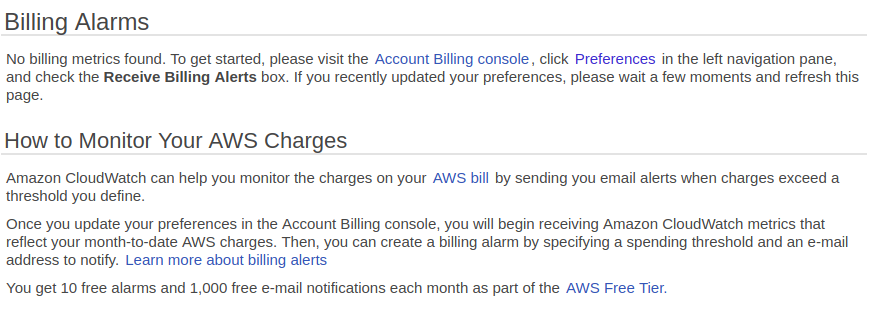 Billing Alarms
No billing metrics found. To get started, please visit the Account Billing console, click Preferences in the left navigation pane,
and check the Receive Billing Alerts box. If you recently updated your preferences, please wait a few moments and refresh this
page.
How to Monitor Your AWS Charges
Amazon CloudWatch can help you monitor the charges on your AWS bill by sending you email alerts when charges exceed a
threshold you define.
Once you update your preferences in the Account Billing console, you will begin receiving Amazon CloudWatch metrics that
reflect your month-to-date AWS charges. Then, you can create a billing alarm by specifying a spending threshold and an e-mail
address to notify. Learn more about billing alerts
You get 10 free alarms and 1,000 free e-mail notifications each month as part of the AWS Free Tier.